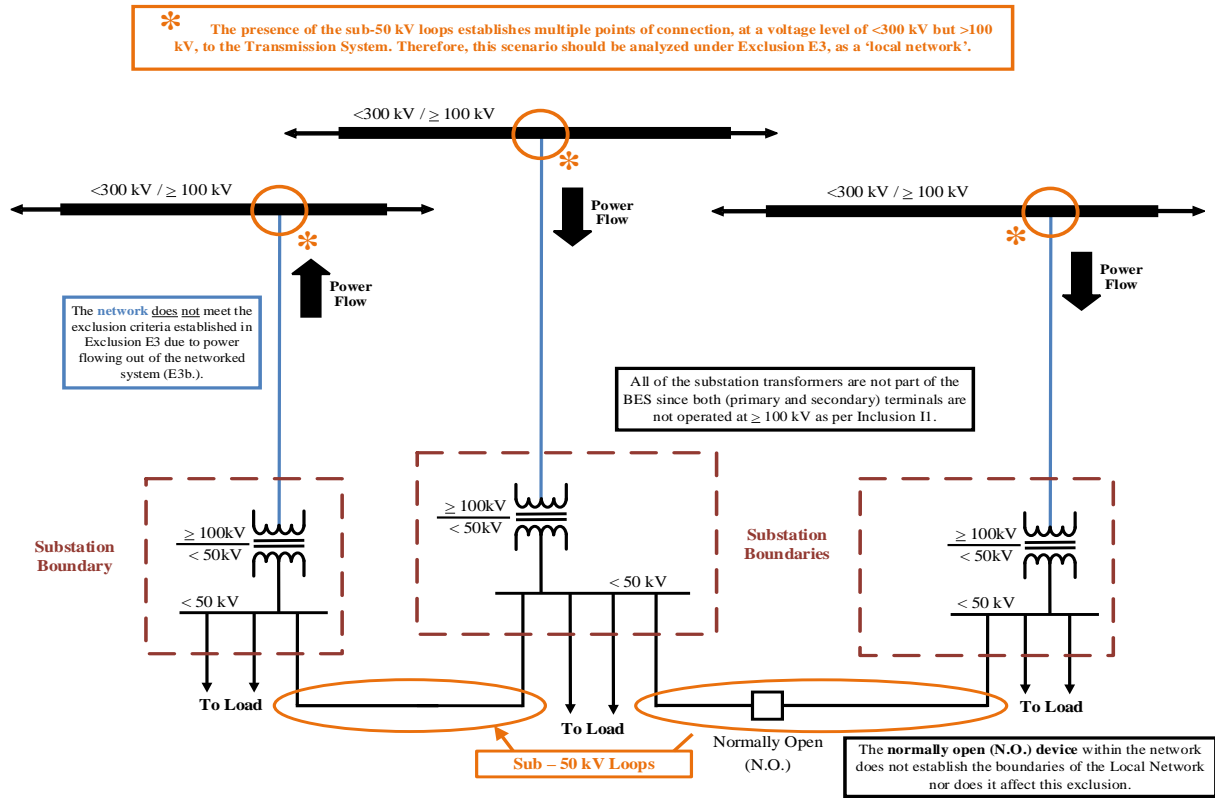 * The presence of the sub-50 kV loops establishes multiple points of connection, at a voltage level of <300 kV but >100
kV, to the Transmission System. Therefore, this scenario should be analyzed under Exclusion E3, as a ‘local network’.
<300 kV / ≥ 100 kV
*
<300 kV / ≥ 100 kV
*
<300 kV / ≥ 100 kV
*
Power
Flow
Power
Flow
Power
Flow
The network does not meet the
exclusion criteria established in
Exclusion E3 due to power
flowing out of the networked
system (E3b.).
All of the substation transformers are not part of the
BES since both (primary and secondary) terminals are
not operated at ≥ 100 kV as per Inclusion I1.
Substation
Boundary
≥ 100kV
< 50kV
< 50 kV
≥ 100kV
< 50kV
< 50 kV
Substation
Boundaries
≥ 100kV
< 50kV
< 50 kV
To Load
To Load
To Load
Sub – 50 kV Loops
Normally Open
(N.O.)
The normally open (N.O.) device within the network
does not establish the boundaries of the Local Network
nor does it affect this exclusion.